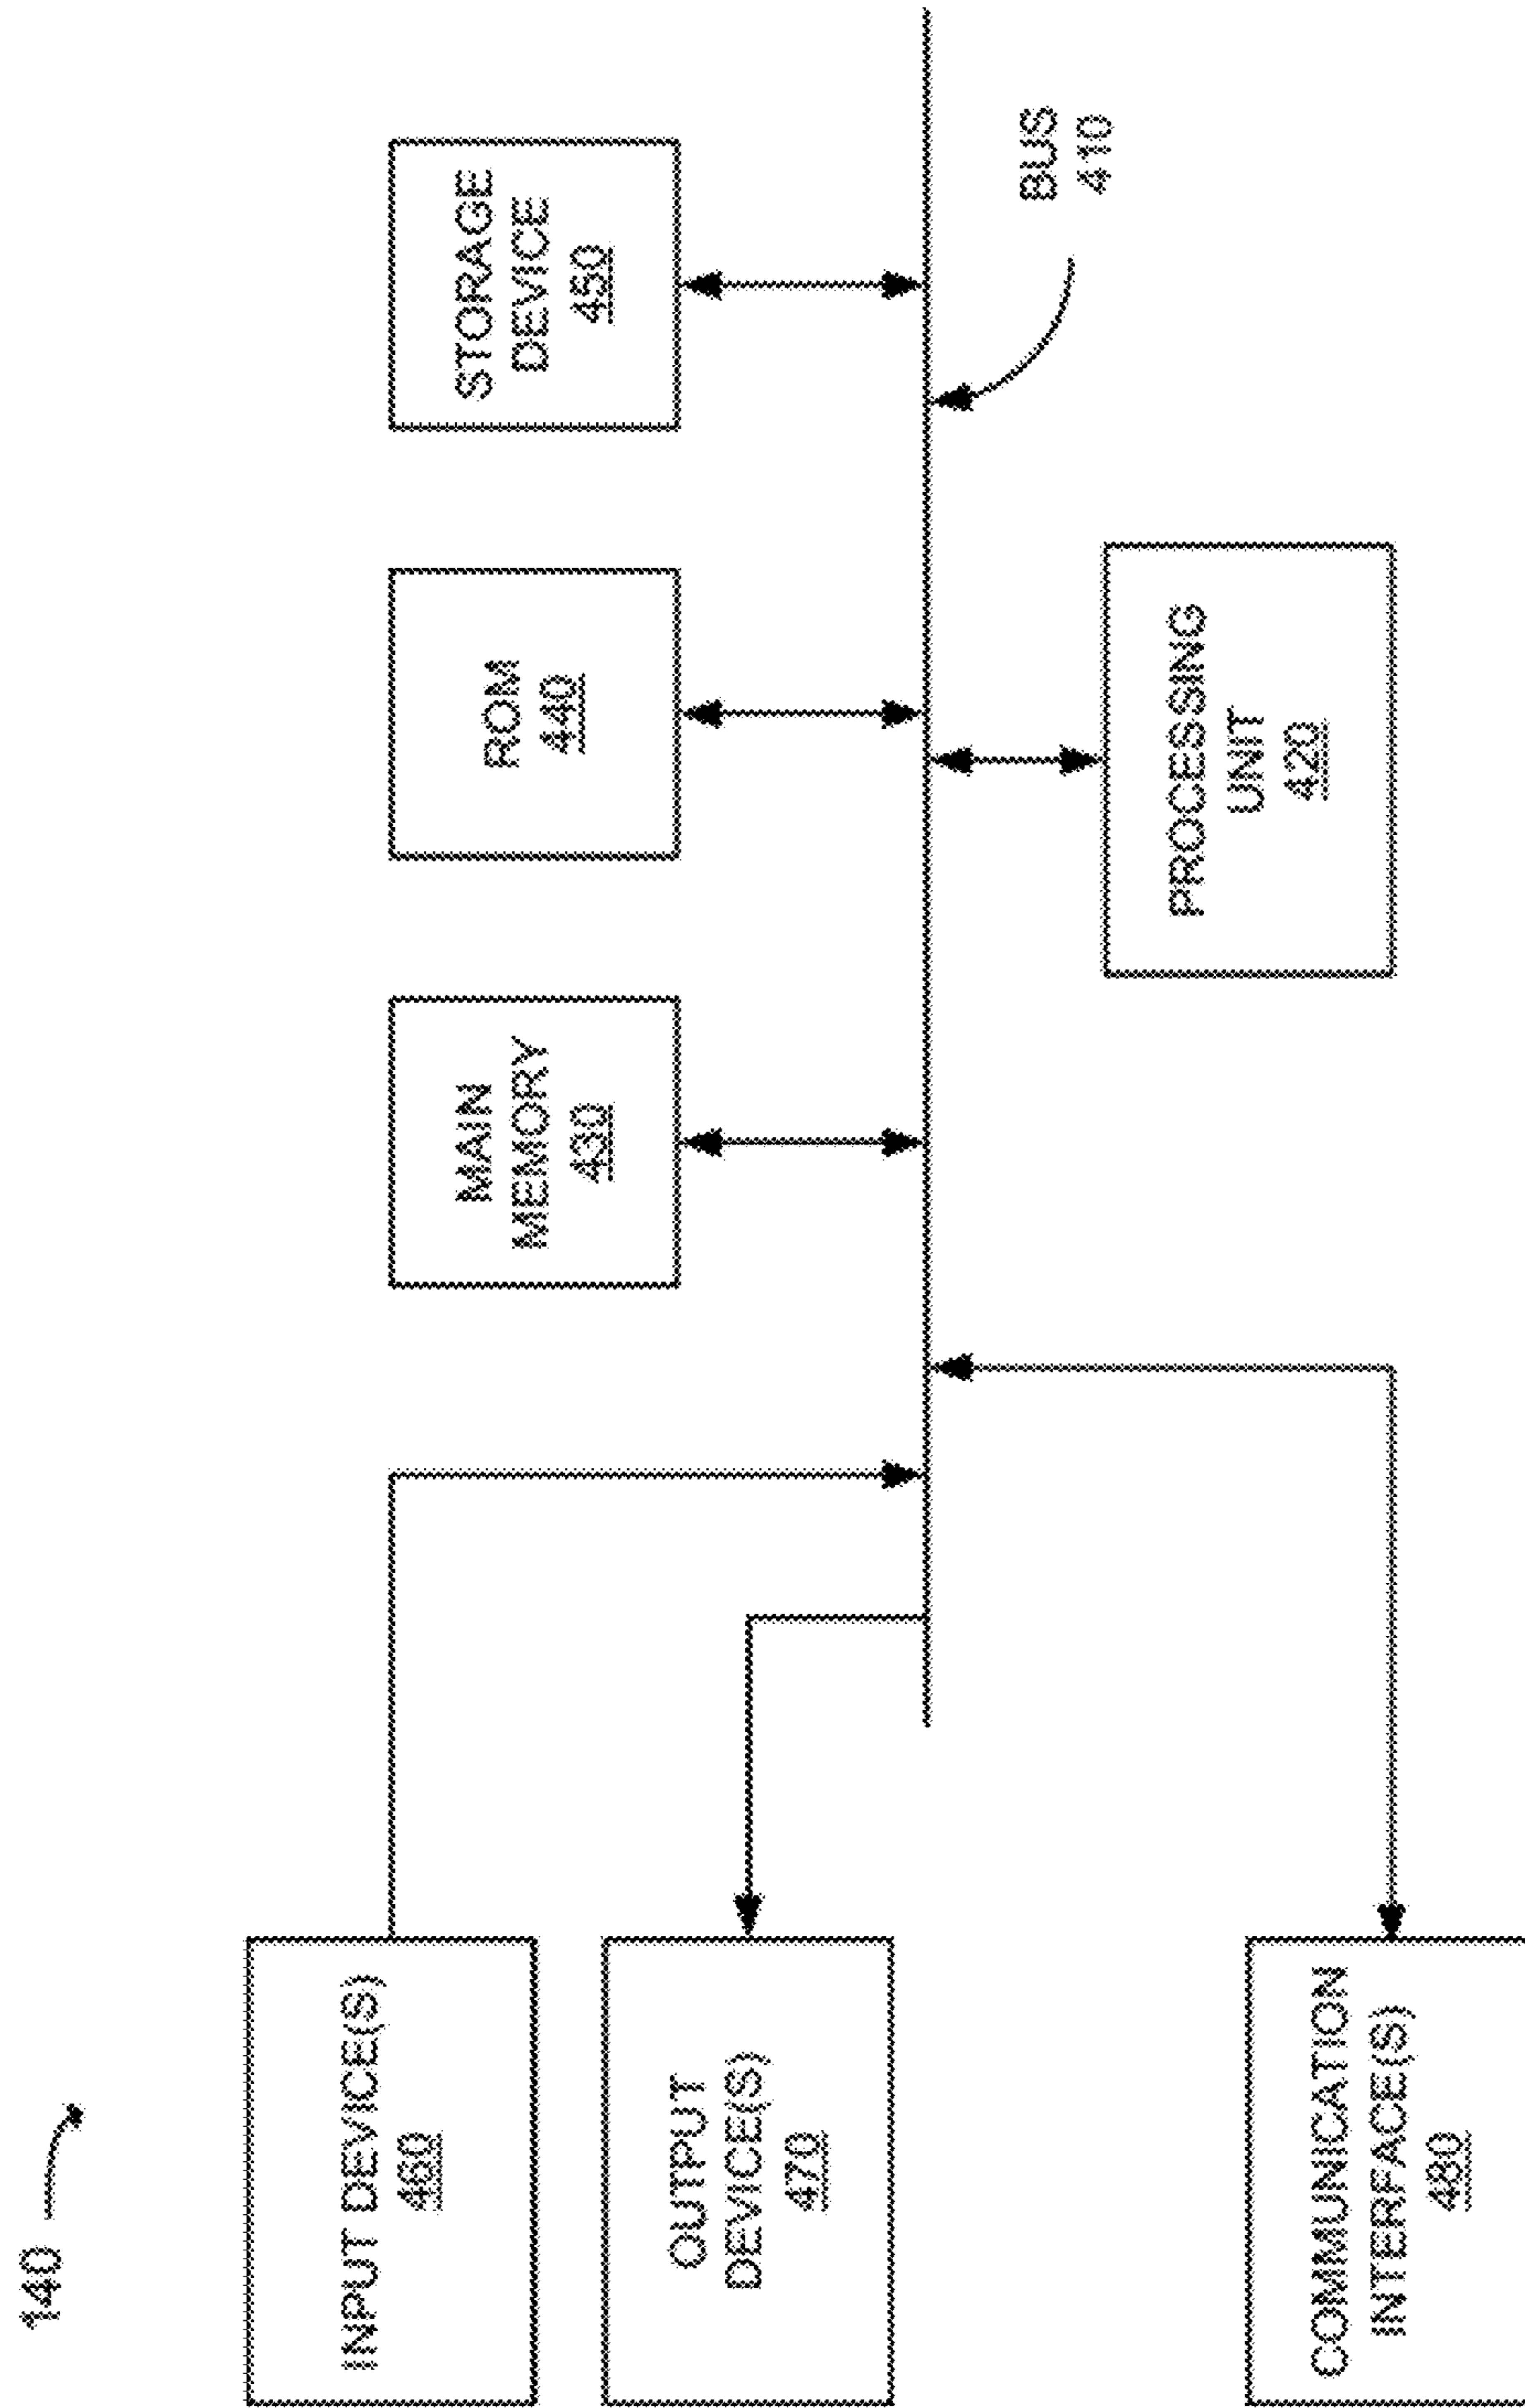 140
INPUT DEVICE(S)
460
OUTPUT
DEVICE(S)
470
COMMUNICATION
INTERFACE(S)
480
MAIN
MEMORY
430
ROM
440
STORAGE
DEVICE
450
PROCESSING
UNIT
420
BUS
410